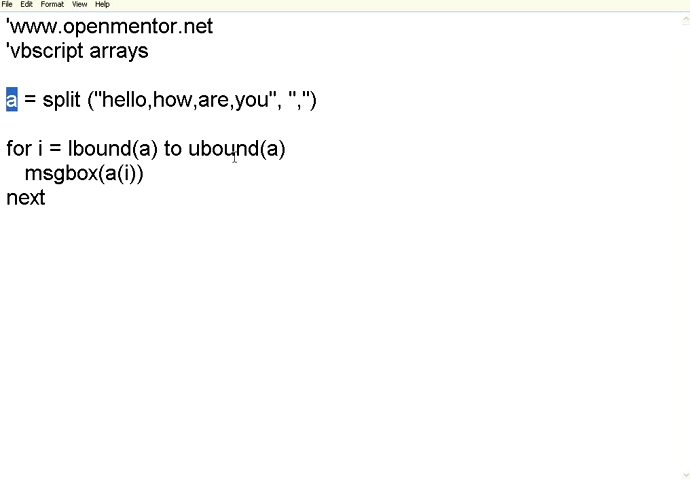 File Edit Format View Help
'www.openmentor.net
'vbscript arrays
a = split ("hello,how,are,you", ",")
for i = lbound(a) to ubound(a)
msgbox(a(i))
next